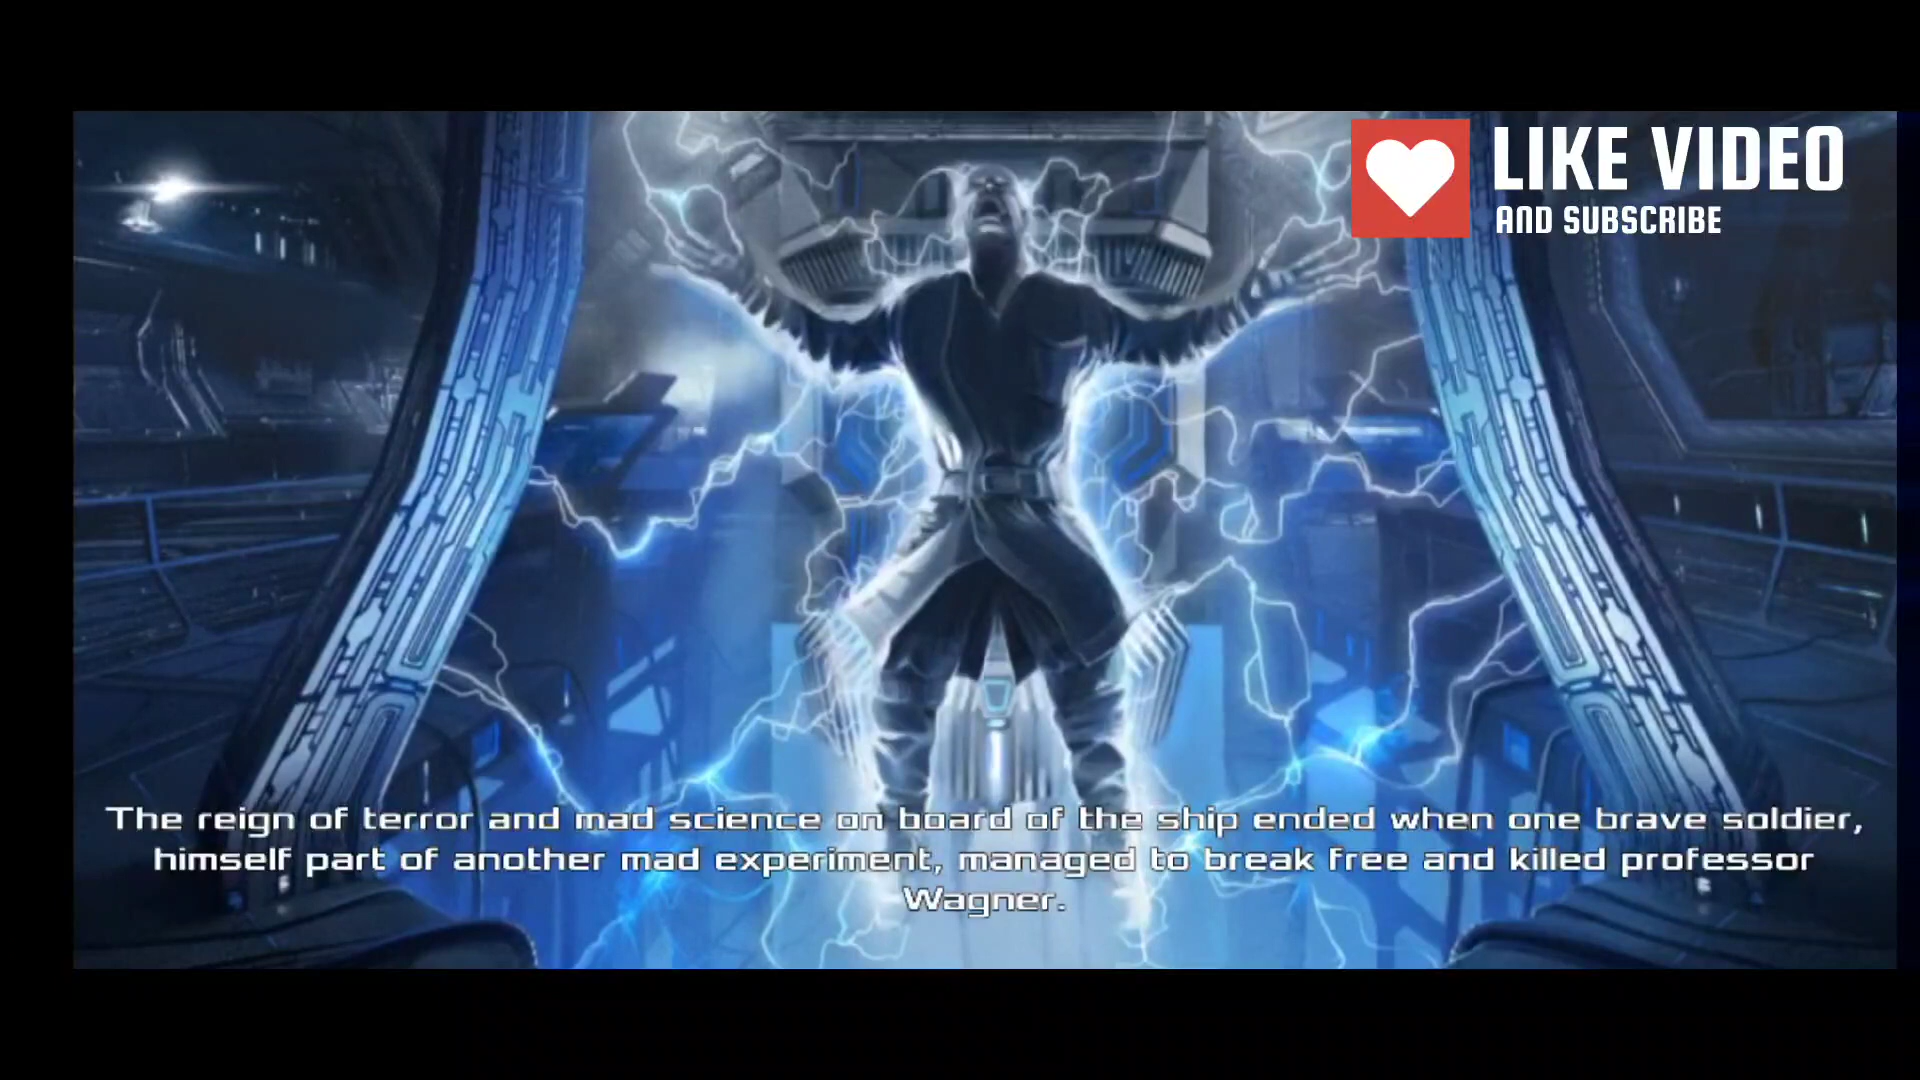 LIKE VIDEO
AND SUBSCRIBE
The reign of terror and mad science on board of the ship ended when one brave soldier,
himself part of another mad experiment, managed to break free and killed professor
Wagner.